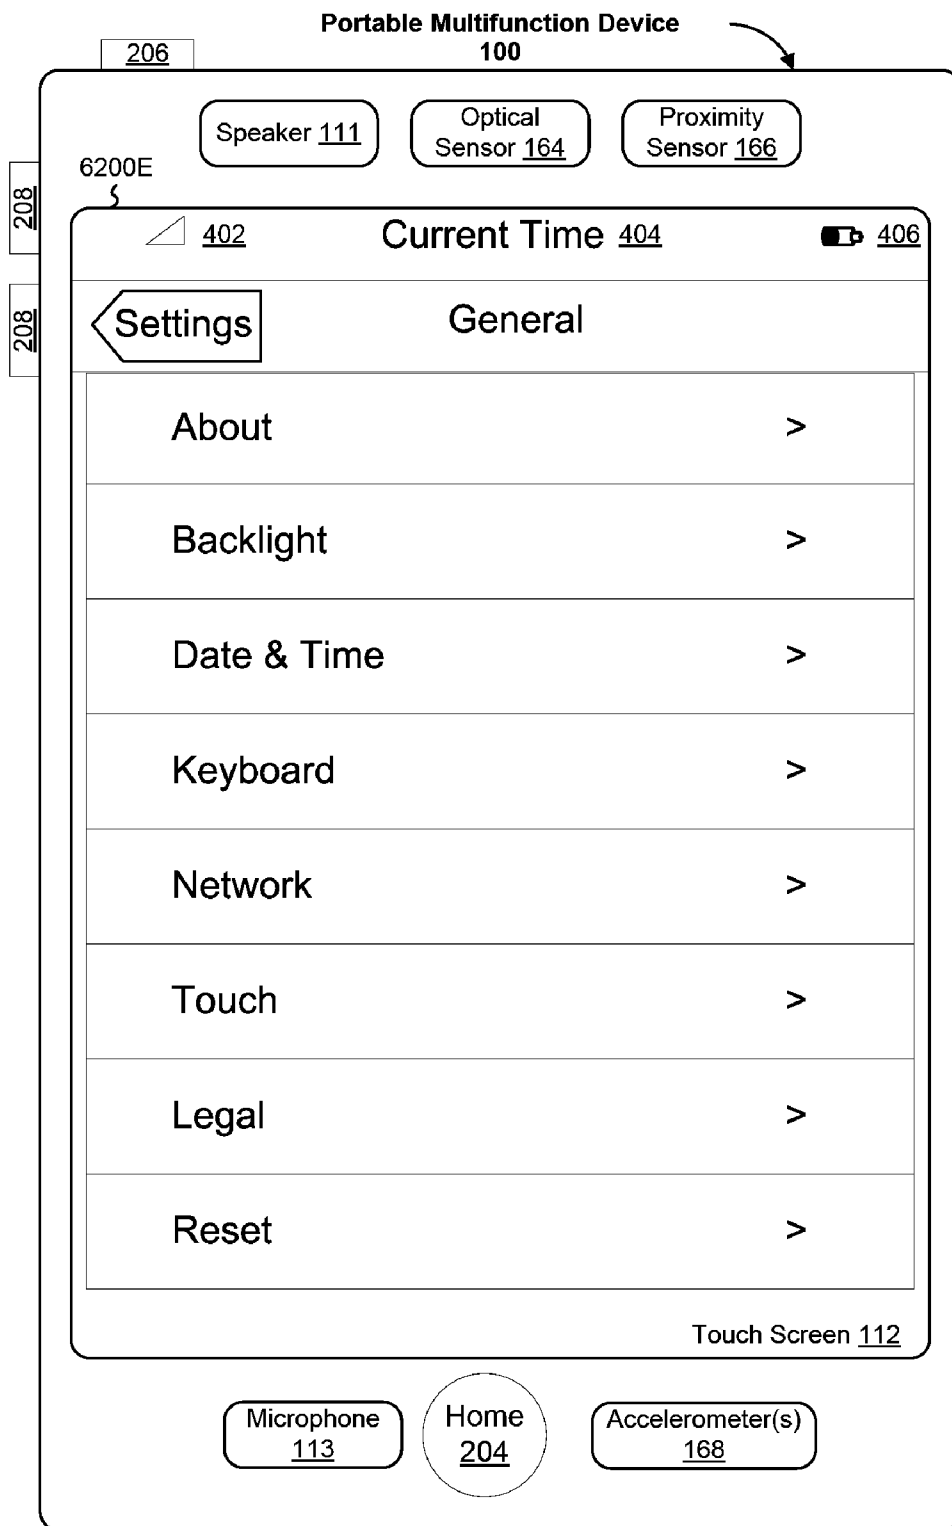 Portable Multifunction Device
100
206
Speaker 111
Optical
Sensor 164
Proximity
Sensor 166
6200E
208
402
Current Time 404
406
208
Settings
General
About >
Backlight >
Date & Time >
Keyboard >
Network >
Touch >
Legal >
Reset >
Touch Screen 112
Microphone
113
Home
204
Accelerometer(s)
168